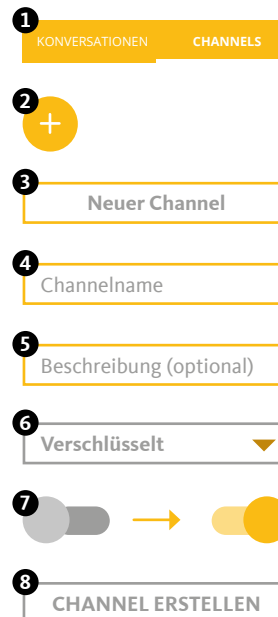 1
KONVERSATIONEN CHANNELS
2
+
3
Neuer Channel
4
Channelname
5
Beschreibung (optional)
6
Verschlüsselt
7
8
CHANNEL ERSTELLEN